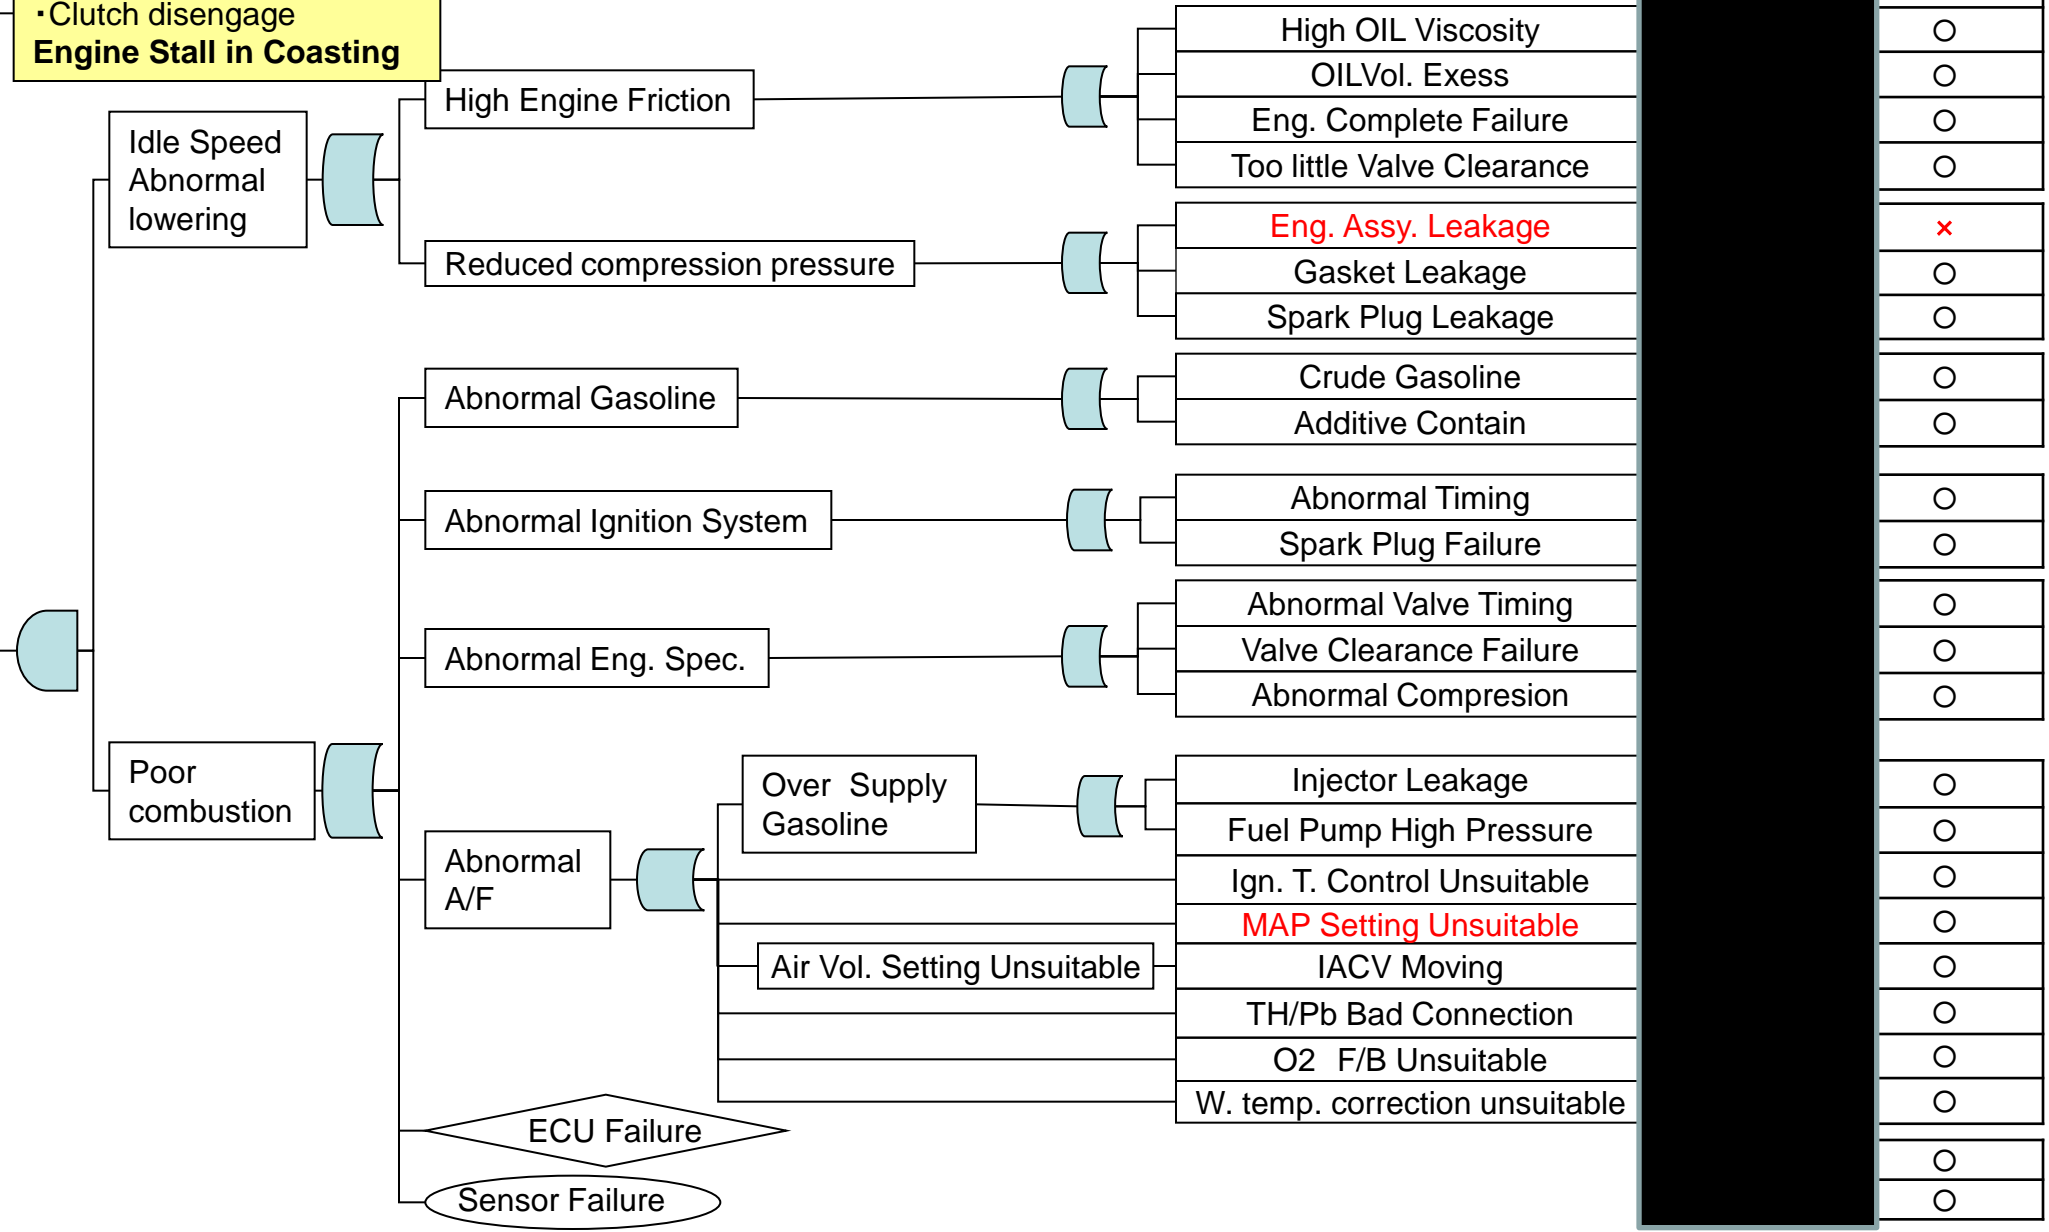 ・Clutch disengage
Engine Stall in Coasting
High OIL Viscosity ○
OILVol. Exess ○
High Engine Friction
Eng. Complete Failure ○
Too little Valve Clearance ○
Idle Speed
Abnormal
lowering
Eng. Assy. Leakage ×
Reduced compression pressure
Gasket Leakage ○
Spark Plug Leakage ○
Abnormal Gasoline
Crude Gasoline ○
Additive Contain ○
Abnormal Ignition System
Abnormal Timing ○
Spark Plug Failure ○
Abnormal Eng. Spec.
Abnormal Valve Timing ○
Valve Clearance Failure ○
Abnormal Compresion ○
Poor
combustion
Over Supply
Gasoline
Injector Leakage ○
Fuel Pump High Pressure ○
Abnormal
A/F
Ign. T. Control Unsuitable ○
MAP Setting Unsuitable ○
Air Vol. Setting Unsuitable
IACV Moving ○
TH/Pb Bad Connection ○
O2 F/B Unsuitable ○
W. temp. correction unsuitable ○
ECU Failure ○
Sensor Failure ○